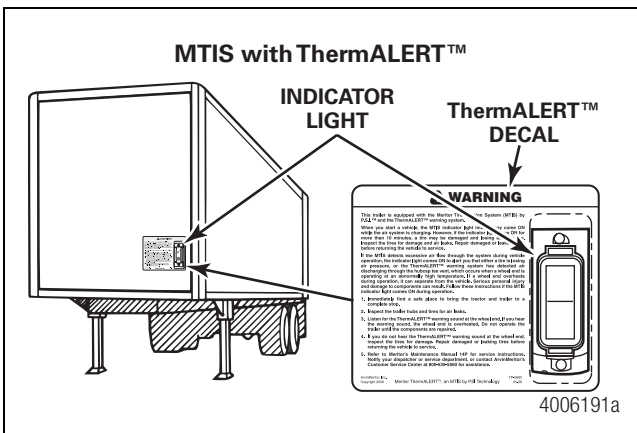 MTIS with ThermALERT™
INDICATOR
LIGHT
ThermALERT™
DECAL
WARNING
This trailer is equipped with the Meritor Tire System (MTIS) by
P.S.I.™ and the ThermALERT™ warning system.
When you start a vehicle, the MTIS indicator light may come ON
while the air system is charging. However, if the indicator ON for
more than 10 minutes, a tire may be damaged and losing
Inspect the tires for damage and air leaks. Repair damaged or
before returning the vehicle to service.
If the MTIS detects excessive air flow through the system during vehicle
operation, the indicator light comes ON to alert you that either a tire is losing
air pressure, or the ThermALERT™ warning system has detected air
discharging through the hubcap tee vent, which occurs when a wheel end is
operating at an abnormally high temperature. If a wheel end overheats
during operation, it can separate from the vehicle. Serious personal injury
and damage to components can result. Follow these instructions if the MTIS
indicator light comes ON during operation.
1. Immediately find a safe place to bring the tractor and trailer to a
complete stop.
2. Inspect the trailer hubs and tires for air leaks.
3. Listen for the ThermALERT™ warning sound at the wheel end. If you hear
the warning sound, the wheel end is overheated. Do not operate the
trailer until the components are repaired.
4. If you do not hear the ThermALERT™ warning sound at the wheel end,
inspect the tires for damage. Repair damaged or leaking tires before
returning the vehicle to service.
5. Refer to Meritor's Maintenance Manual 14P for service instructions.
Notify your dispatcher or service department, or contact ArvinMeritor's
Customer Service Center at for assistance.
ArvinMeritor, Inc.
Copyright
Meritor ThermALERT™, an MTIS by PSI Technology
4006191a